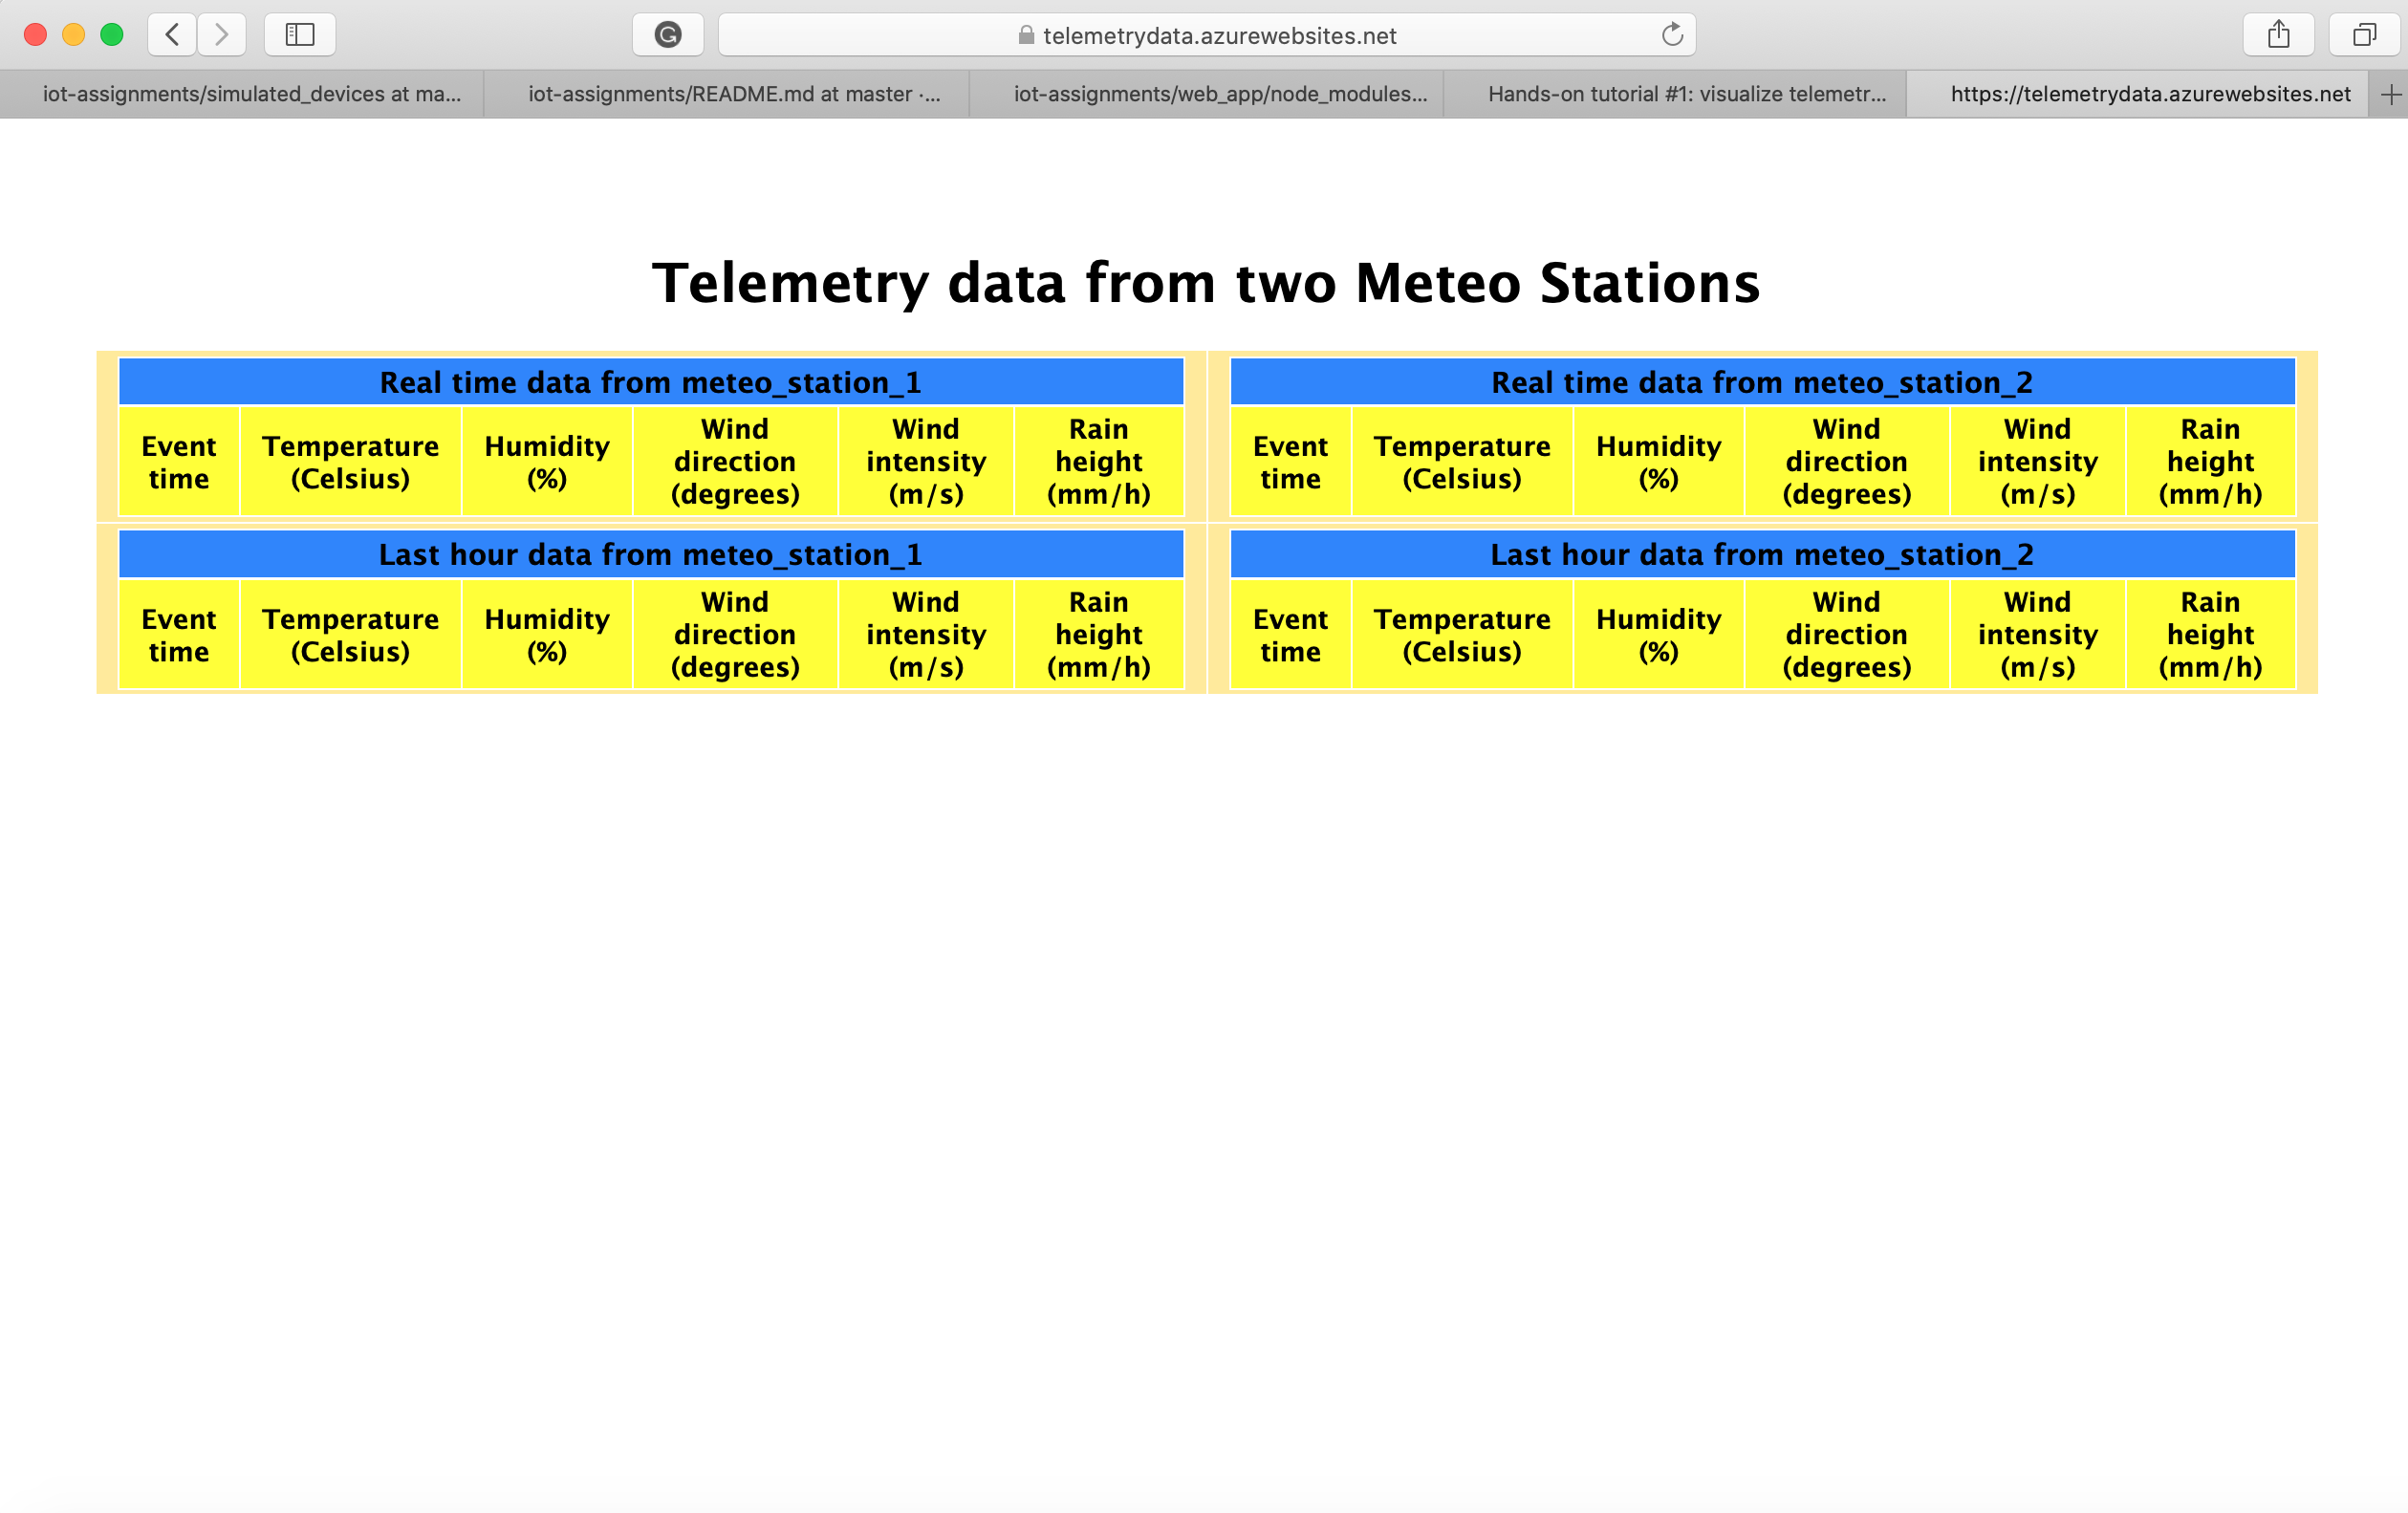 telemetrydata.azurewebsites.net
iot-assignments/simulated_devices at ma...
iot-assignments/README.md at master ·...
iot-assignments/web_app/node_modules...
Hands-on tutorial #1: visualize telemetr...
https://telemetrydata.azurewebsites.net
Telemetry data from two Meteo Stations
Real time data from meteo_station_1
Event
time
Temperature
(Celsius)
Humidity
(%)
Wind
direction
(degrees)
Wind
intensity
(m/s)
Rain
height
(mm/h)
Real time data from meteo_station_2
Event
time
Temperature
(Celsius)
Humidity
(%)
Wind
direction
(degrees)
Wind
intensity
(m/s)
Rain
height
(mm/h)
Last hour data from meteo_station_1
Event
time
Temperature
(Celsius)
Humidity
(%)
Wind
direction
(degrees)
Wind
intensity
(m/s)
Rain
height
(mm/h)
Last hour data from meteo_station_2
Event
time
Temperature
(Celsius)
Humidity
(%)
Wind
direction
(degrees)
Wind
intensity
(m/s)
Rain
height
(mm/h)